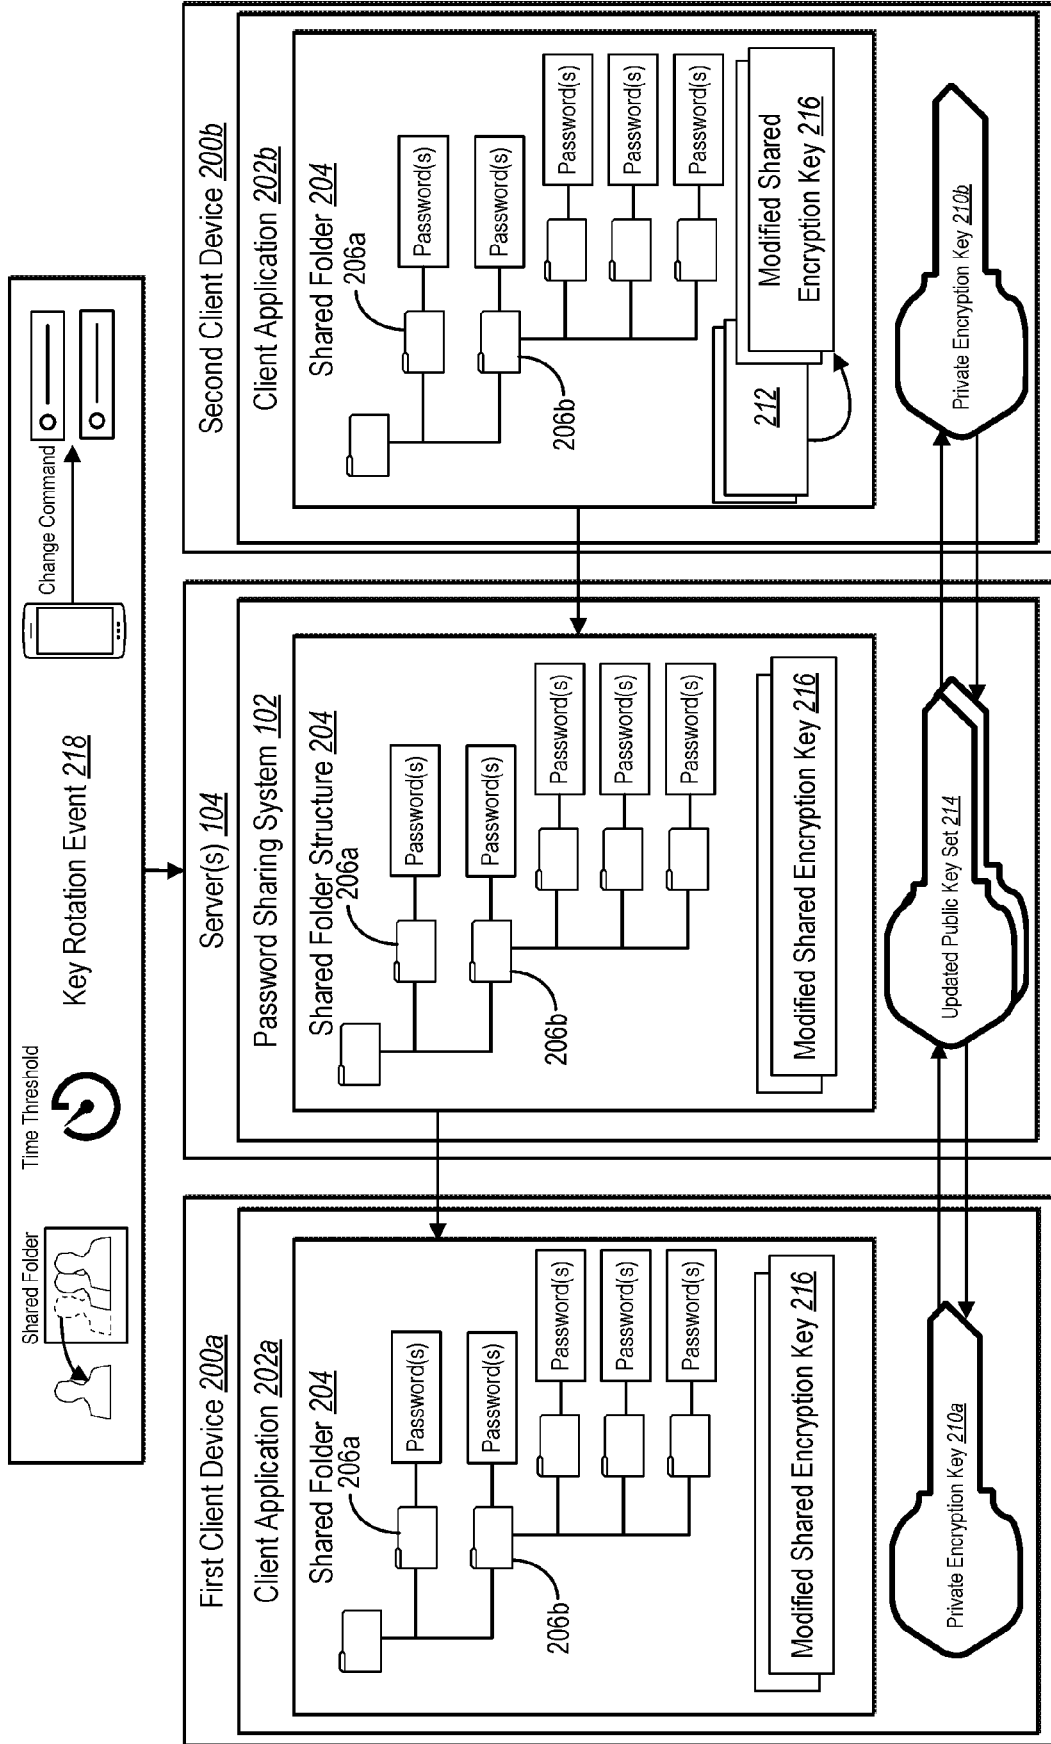 Shared Folder
Time Threshold
Key Rotation Event 218
Change Command
First Client Device 200a
Client Application 202a
Shared Folder 204
206a
Password(s)
Password(s)
206b
Password(s)
Password(s)
Password(s)
Modified Shared Encryption Key 216
Private Encryption Key 210a
Server(s) 104
Password Sharing System 102
Shared Folder Structure 204
206a
Password(s)
Password(s)
206b
Password(s)
Password(s)
Password(s)
Modified Shared Encryption Key 216
Updated Public Key Set 214
Second Client Device 200b
Client Application 202b
Shared Folder 204
206a
Password(s)
Password(s)
206b
Password(s)
Password(s)
Password(s)
212
Modified Shared
Encryption Key 216
Private Encryption Key 210b